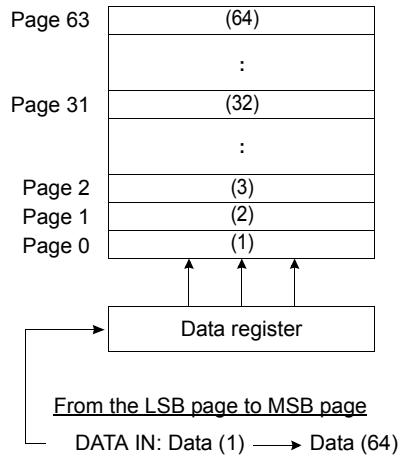 Page 63 (64)
:
Page 31 (32)
:
Page 2 (3)
Page 1 (2)
Page 0 (1)
Data register
From the LSB page to MSB page
DATA IN: Data (1) Data (64)